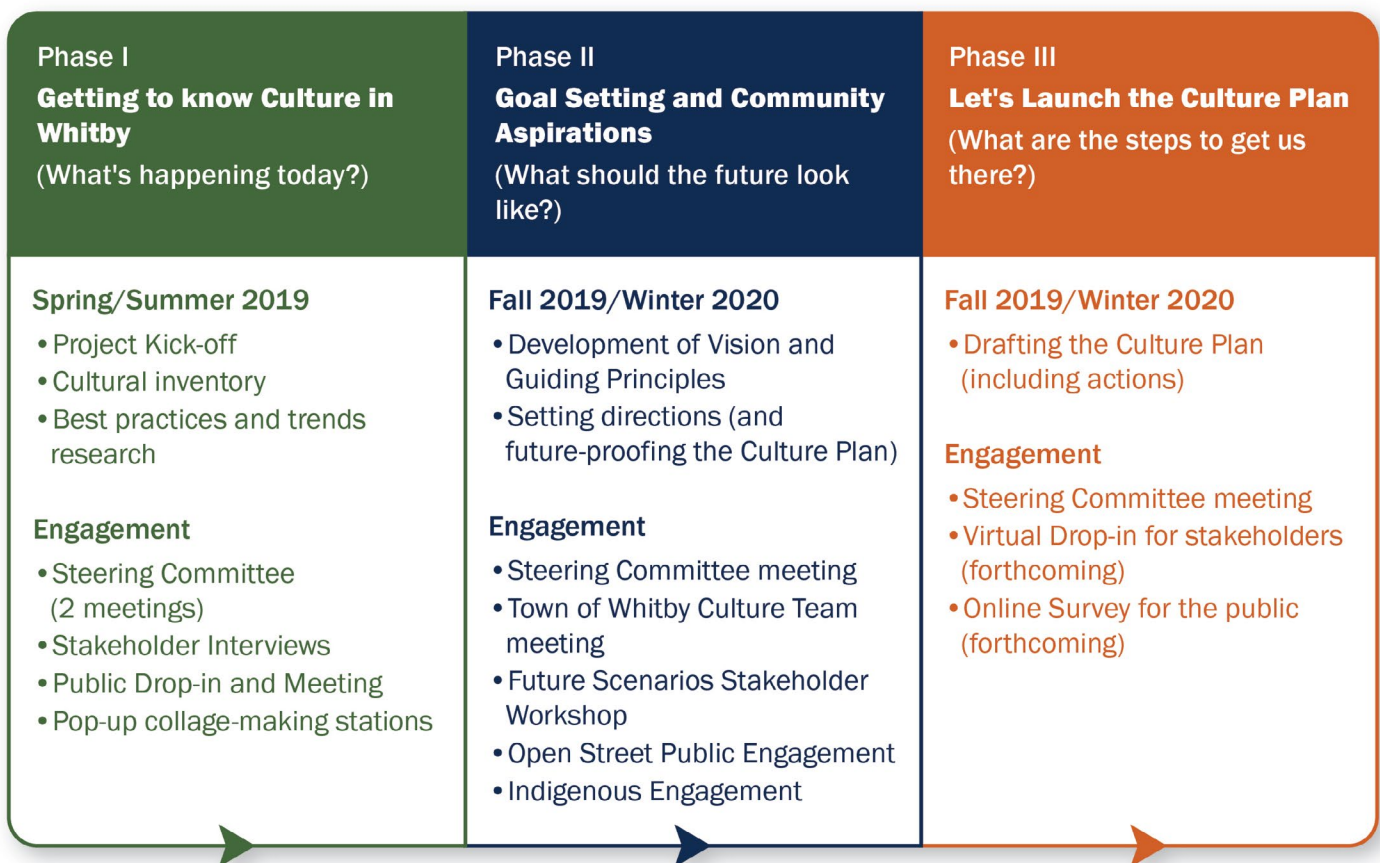 Phase I
Getting to know Culture in
Whitby
(What's happening today?)
Spring/Summer 2019
• Project Kick-off
• Cultural inventory
• Best practices and trends
research
Engagement
• Steering Committee
(2 meetings)
• Stakeholder Interviews
• Public Drop-in and Meeting
• Pop-up collage-making stations
Phase II
Goal Setting and Community
Aspirations
(What should the future look
like?)
Fall 2019/Winter 2020
• Development of Vision and
Guiding Principles
• Setting directions (and
future-proofing the Culture Plan)
Engagement
• Steering Committee meeting
• Town of Whitby Culture Team
meeting
• Future Scenarios Stakeholder
Workshop
• Open Street Public Engagement
• Indigenous Engagement
Phase III
Let's Launch the Culture Plan
(What are the steps to get us
there?)
Fall 2019/Winter 2020
• Drafting the Culture Plan
(including actions)
Engagement
• Steering Committee meeting
• Virtual Drop-in for stakeholders
(forthcoming)
• Online Survey for the public
(forthcoming)